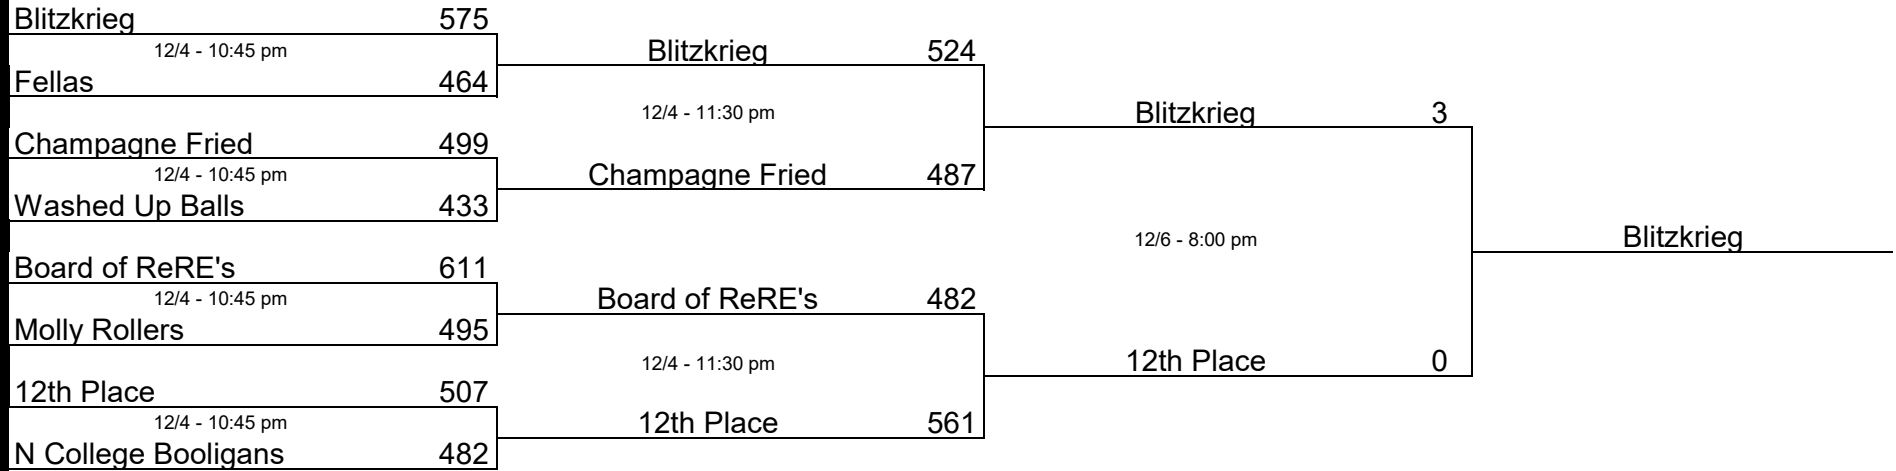 Blitzkrieg 575
12/4 - 10:45 pm
Fellas 464
Champagne Fried 499
12/4 - 10:45 pm
Washed Up Balls 433
Board of ReRE's 611
12/4 - 10:45 pm
Molly Rollers 495
12th Place 507
12/4 - 10:45 pm
N College Booligans 482
Blitzkrieg 524
12/4 - 11:30 pm
Champagne Fried 487
Board of ReRE's 482
12/4 - 11:30 pm
12th Place 561
Blitzkrieg 3
12/6 - 8:00 pm
12th Place 0
Blitzkrieg